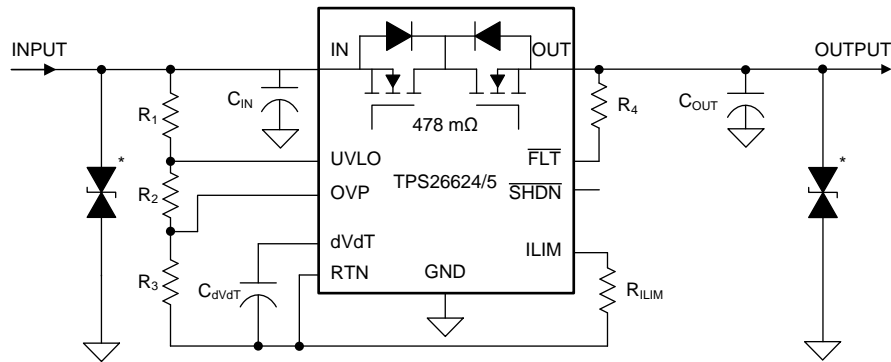 INPUT
IN
OUT
OUTPUT
R1
CIN
478 mΩ
R4
COUT
*
UVLO
FLT
*
R2
OVP
TPS26624/5
SHDN
dVdT
ILIM
R3
CdVdT
RTN
GND
RILIM